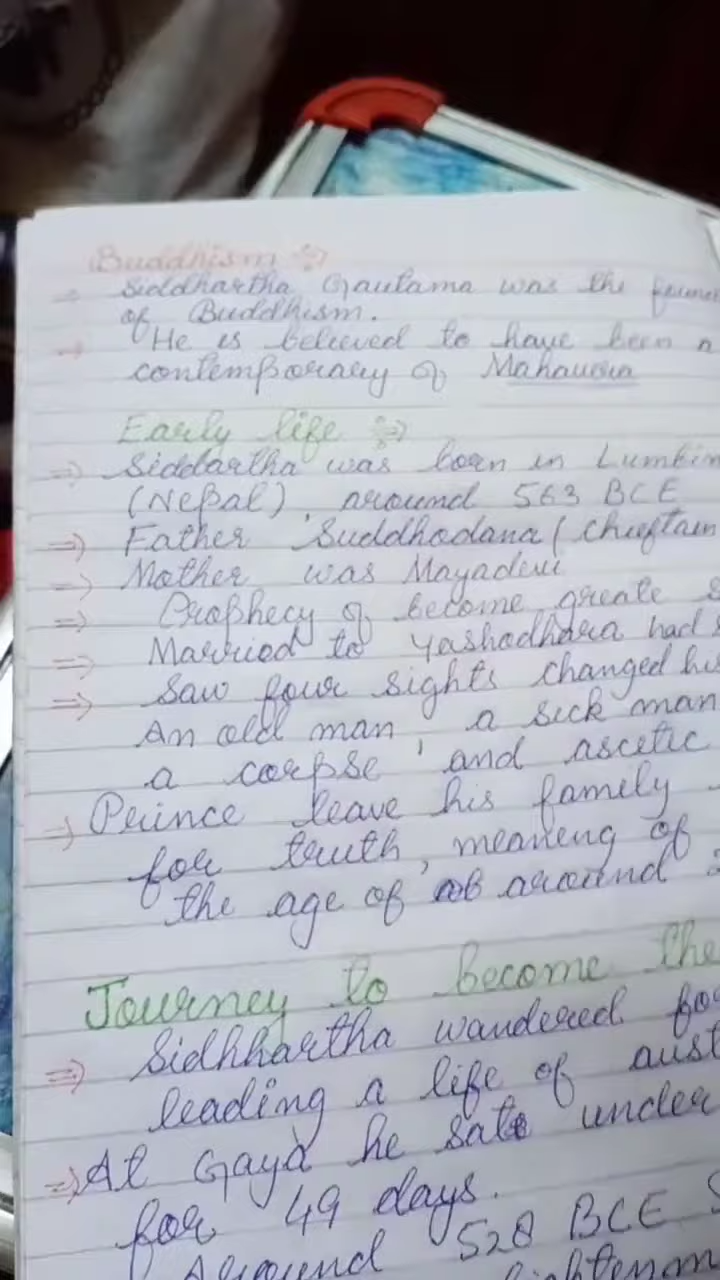 Buddhism
Siddhartha Gautama was the
of Buddhism.
He is believed to have been a
contemporary of Mahavira
Early life
Siddartha was born in Lumbin
(Nepal), around 563 BCE
Father Suddhodana (Chieftain
Mother was Mayadevi
Prophecy of become greate
Married to Yashodhara had
Saw four sights changed his
An old man, a sick man
a corpse, and ascetic
Prince leave his family
for truth, meaning of
the age of around
Journey to become the
Sidhhartha wandered for
leading a life of aust
At Gaya he sat under
for 49 days.
Around 528 BCE S